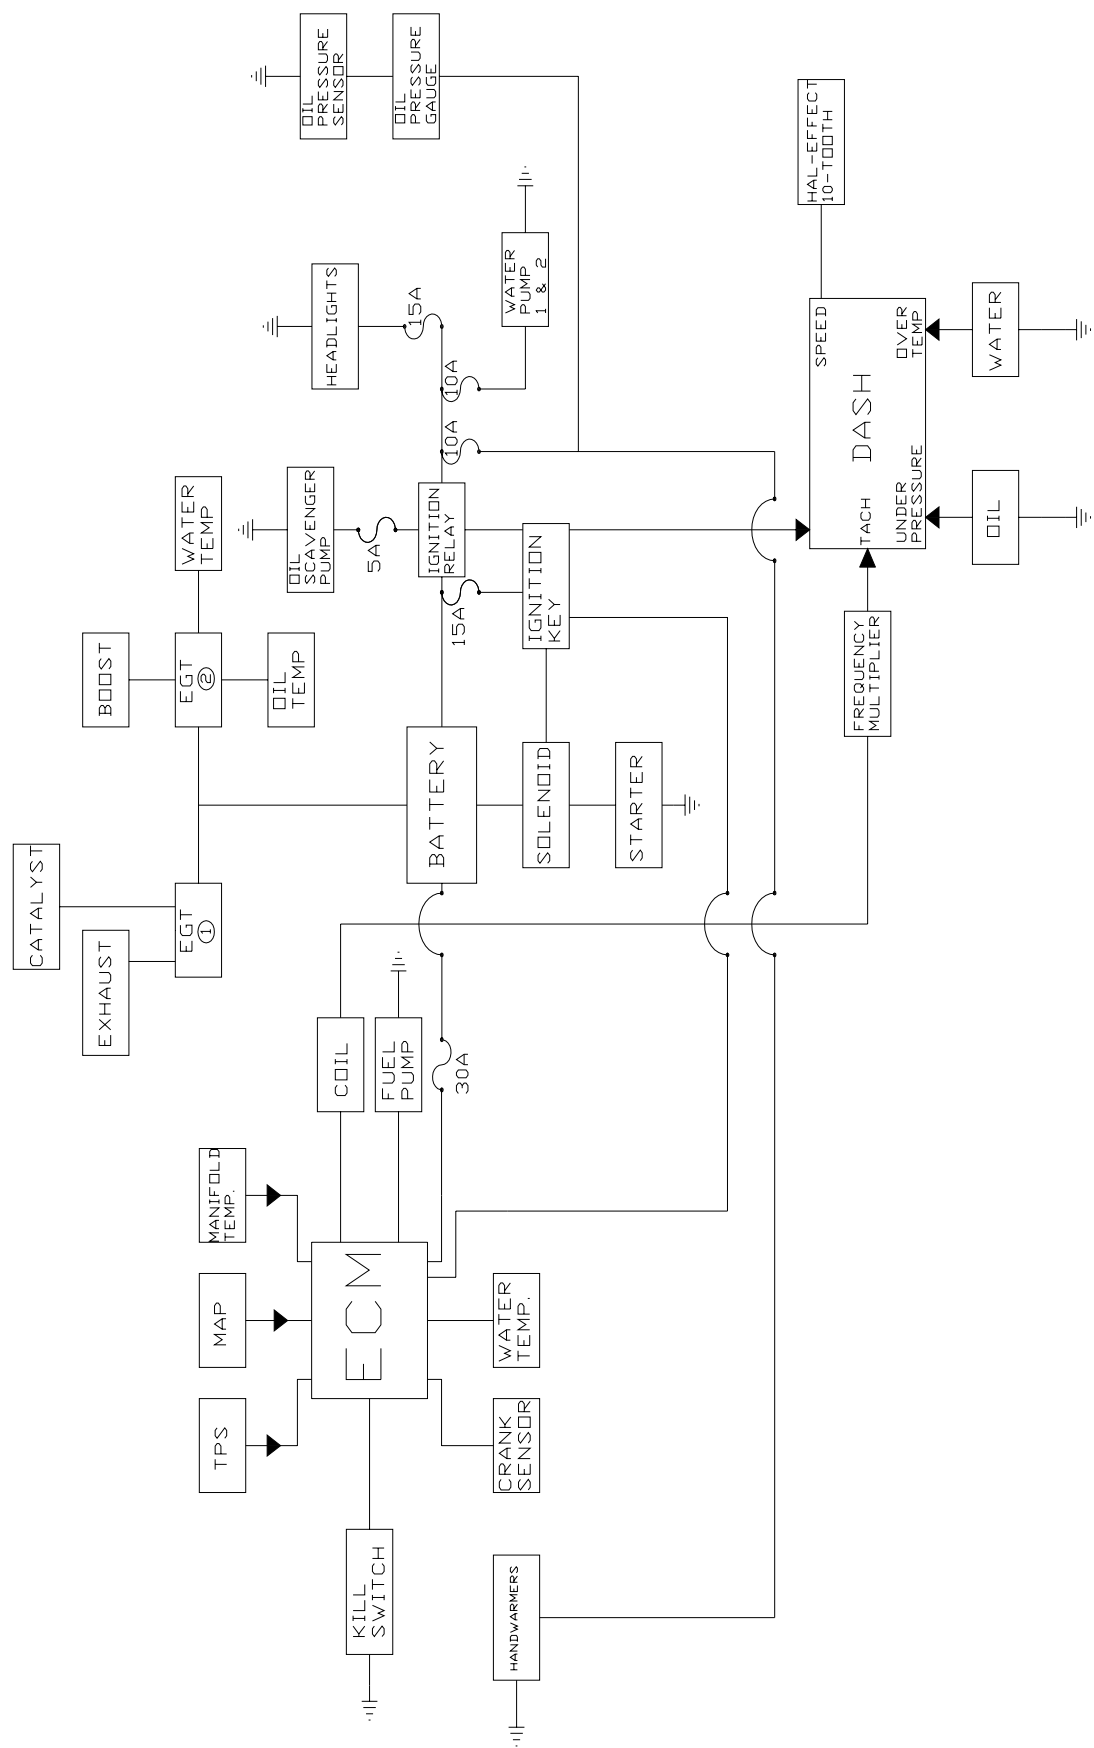 CATALYST
EXHAUST
BOOST
EGT
1
EGT
2
WATER
TEMP
OIL
TEMP
TPS
MAP
MANIFOLD
TEMP.
OIL
SCAVENGER
PUMP
HEADLIGHTS
OIL
PRESSURE
SENSOR
OIL
PRESSURE
GAUGE
KILL
SWITCH
ECM
COIL
FUEL
PUMP
30A
BATTERY
5A
IGNITION
RELAY
15A
10A
10A
15A
WATER
PUMP
1 & 2
HANDWARMERS
CRANK
SENSOR
WATER
TEMP.
SOLENOID
IGNITION
KEY
STARTER
HAL-EFFECT
10-TOOTH
FREQUENCY
MULTIPLIER
SPEED
TACH
DASH
UNDER
PRESSURE
OVER
TEMP
OIL
WATER